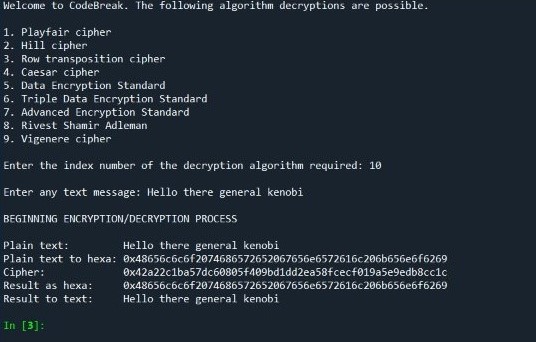 Welcome to CodeBreak. The following algorithm decryptions are possible.
1. Playfair cipher
2. Hill cipher
3. Row transposition cipher
4. Caesar cipher
5. Data Encryption Standard
6. Triple Data Encryption Standard
7. Advanced Encryption Standard
8. Rivest Shamir Adleman
9. Vigenere cipher
Enter the index number of the decryption algorithm required: 10
Enter any text message: Hello there general kenobi
BEGINNING ENCRYPTION/DECRYPTION PROCESS
Plain text: Hello there general kenobi
Plain text to hexa: 0x48656c6c6f2074686572652067656e6572616c206b656e6f6269
Cipher: 0x42a22c1ba57dc60805f409bd1dd2ea58fcecf019a5e9edb8cc1c
Result as hexa: 0x48656c6c6f2074686572652067656e6572616c206b656e6f6269
Result to text: Hello there general kenobi
In [3]: